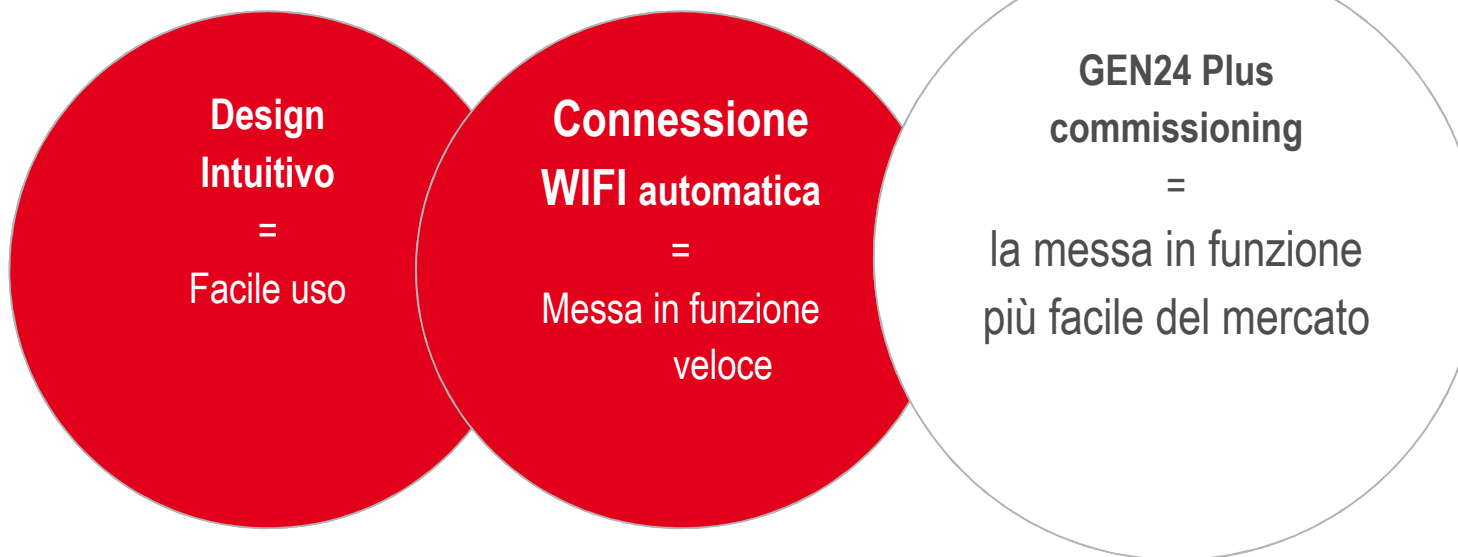 Design
Intuitivo
=
Facile uso
Connessione
WIFI automatica
=
Messa in funzione
veloce
GEN24 Plus
commissioning
=
la messa in funzione
più facile del mercato